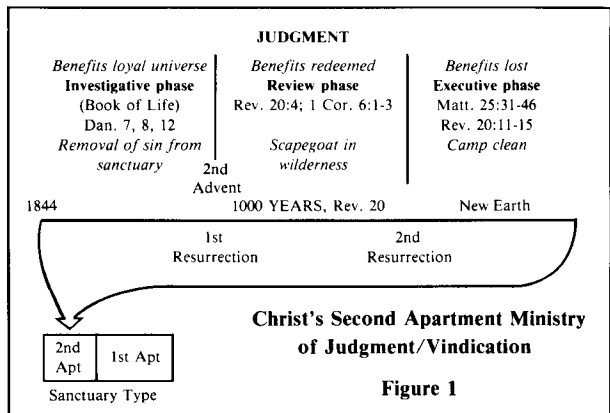 JUDGMENT
Benefits loyal universe
Investigative phase
(Book of Life)
Dan. 7, 8, 12
Removal of sin from
sanctuary
Benefits redeemed
Review phase
Rev. 20:4; 1 Cor. 6:1-3
Scapegoat in
wilderness
Benefits lost
Executive phase
Matt. 25:31-46
Rev. 20:11-15
Camp clean
2nd
Advent
1844
1000 YEARS, Rev. 20
New Earth
1st
Resurrection
2nd
Resurrection
2nd
Apt
1st Apt
Sanctuary Type
Christ's Second Apartment Ministry
of Judgment/Vindication
Figure 1